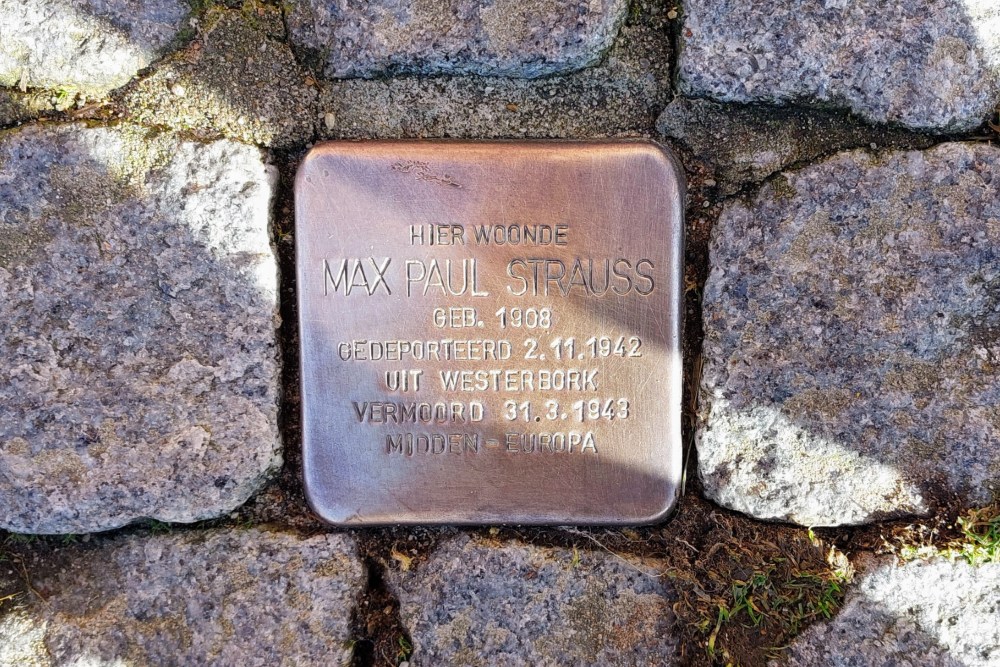 HIER WOONDE
MAX PAUL STRAUSS
GEB. 1908
GEDEPORTEERD 2.11.1942
UIT WESTERBORK
VERMOORD 31.3.1943
MIDDEN-EUROPA